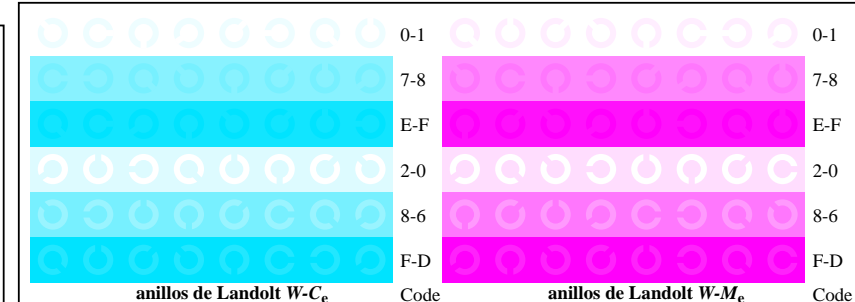 0-1 0-1
7-8 7-8
E-F E-F
2-0 2-0
8-6 8-6
F-D F-D
anillos de Landolt W-Ce Code anillos de Landolt W-Me Code